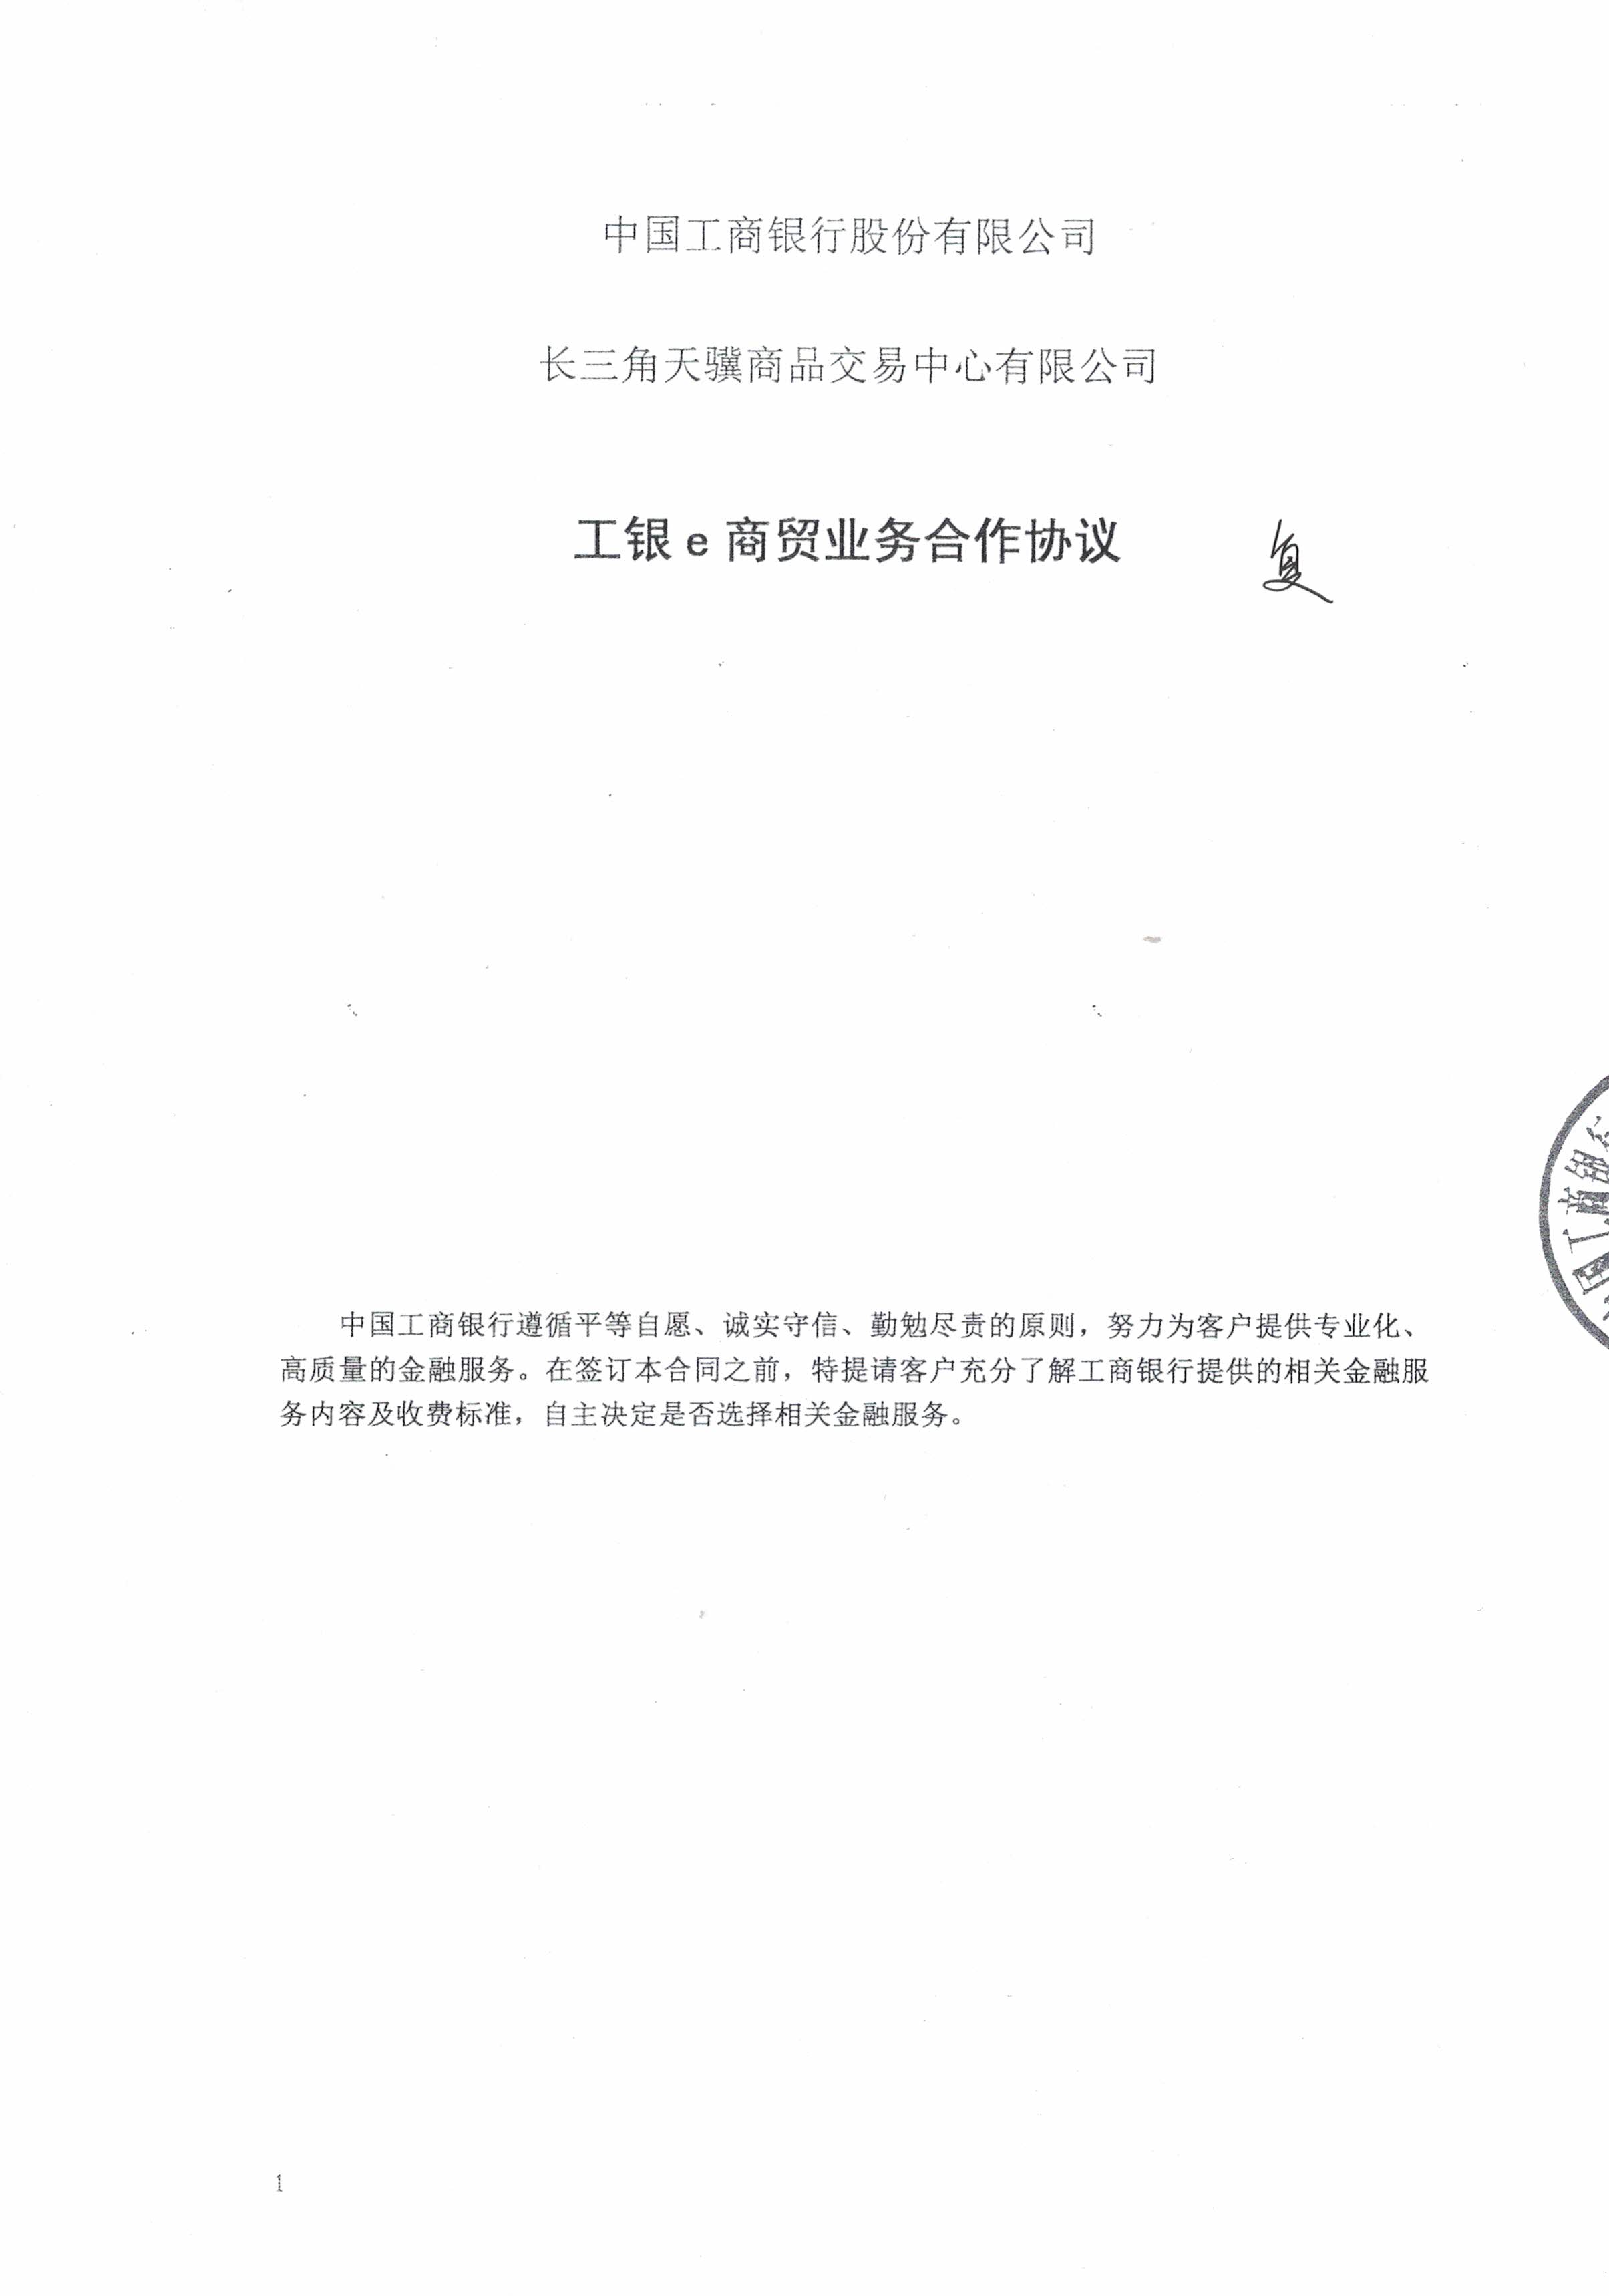 中国工商银行股份有限公司
长三角天骥商品交易中心有限公司
工银 e 商贸业务合作协议
复
国工商银行
中国工商银行遵循平等自愿、诚实守信、勤勉尽责的原则，努力为客户提供专业化、
高质量的金融服务。在签订本合同之前，特提请客户充分了解工商银行提供的相关金融服
务内容及收费标准，自主决定是否选择相关金融服务。
1